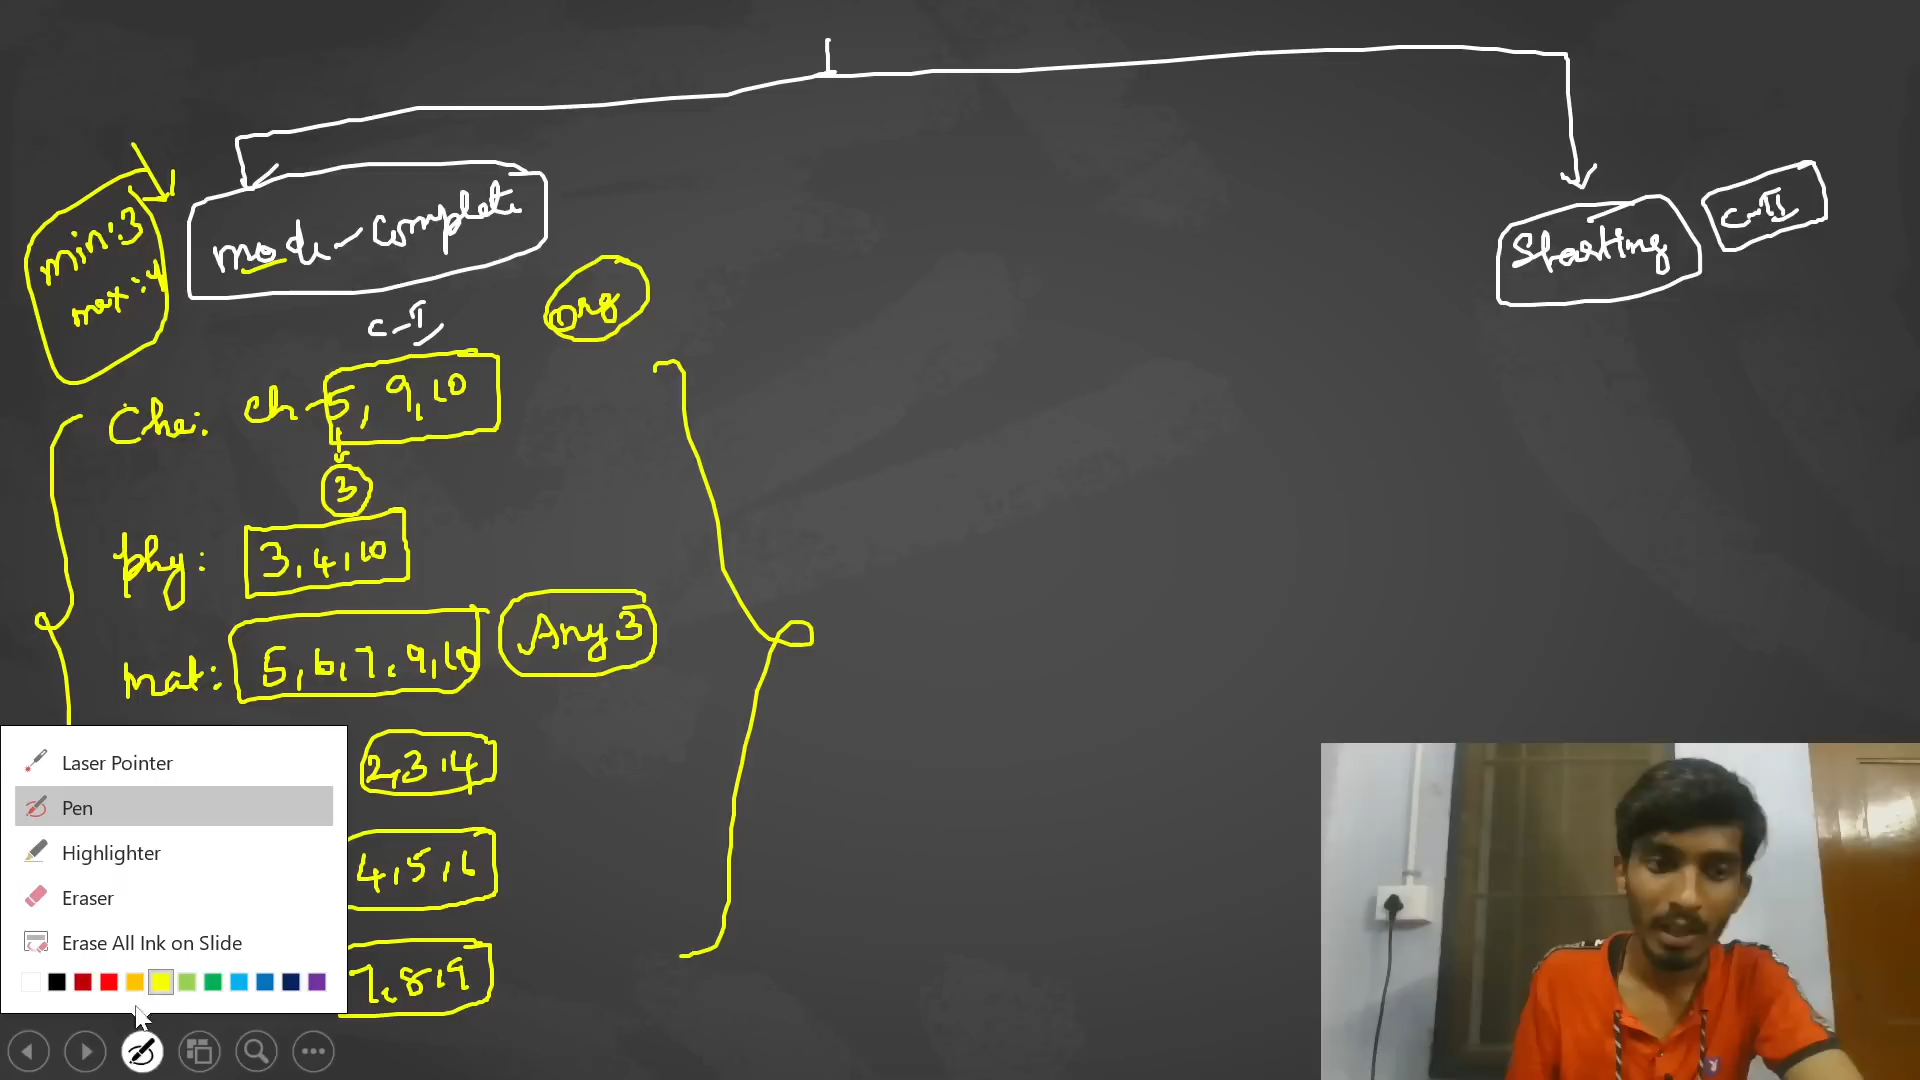 min:3
max:4
mode-complete
C-I
Starting
C-II
org
Che: ch-5, 9, 10
3
phy: 3, 4, 10
mat: 5, 6, 7, 9, 10
Any 3
2, 3, 4
4, 5, 6
7, 8, 9
Laser Pointer
Pen
Highlighter
Eraser
Erase All Ink on Slide